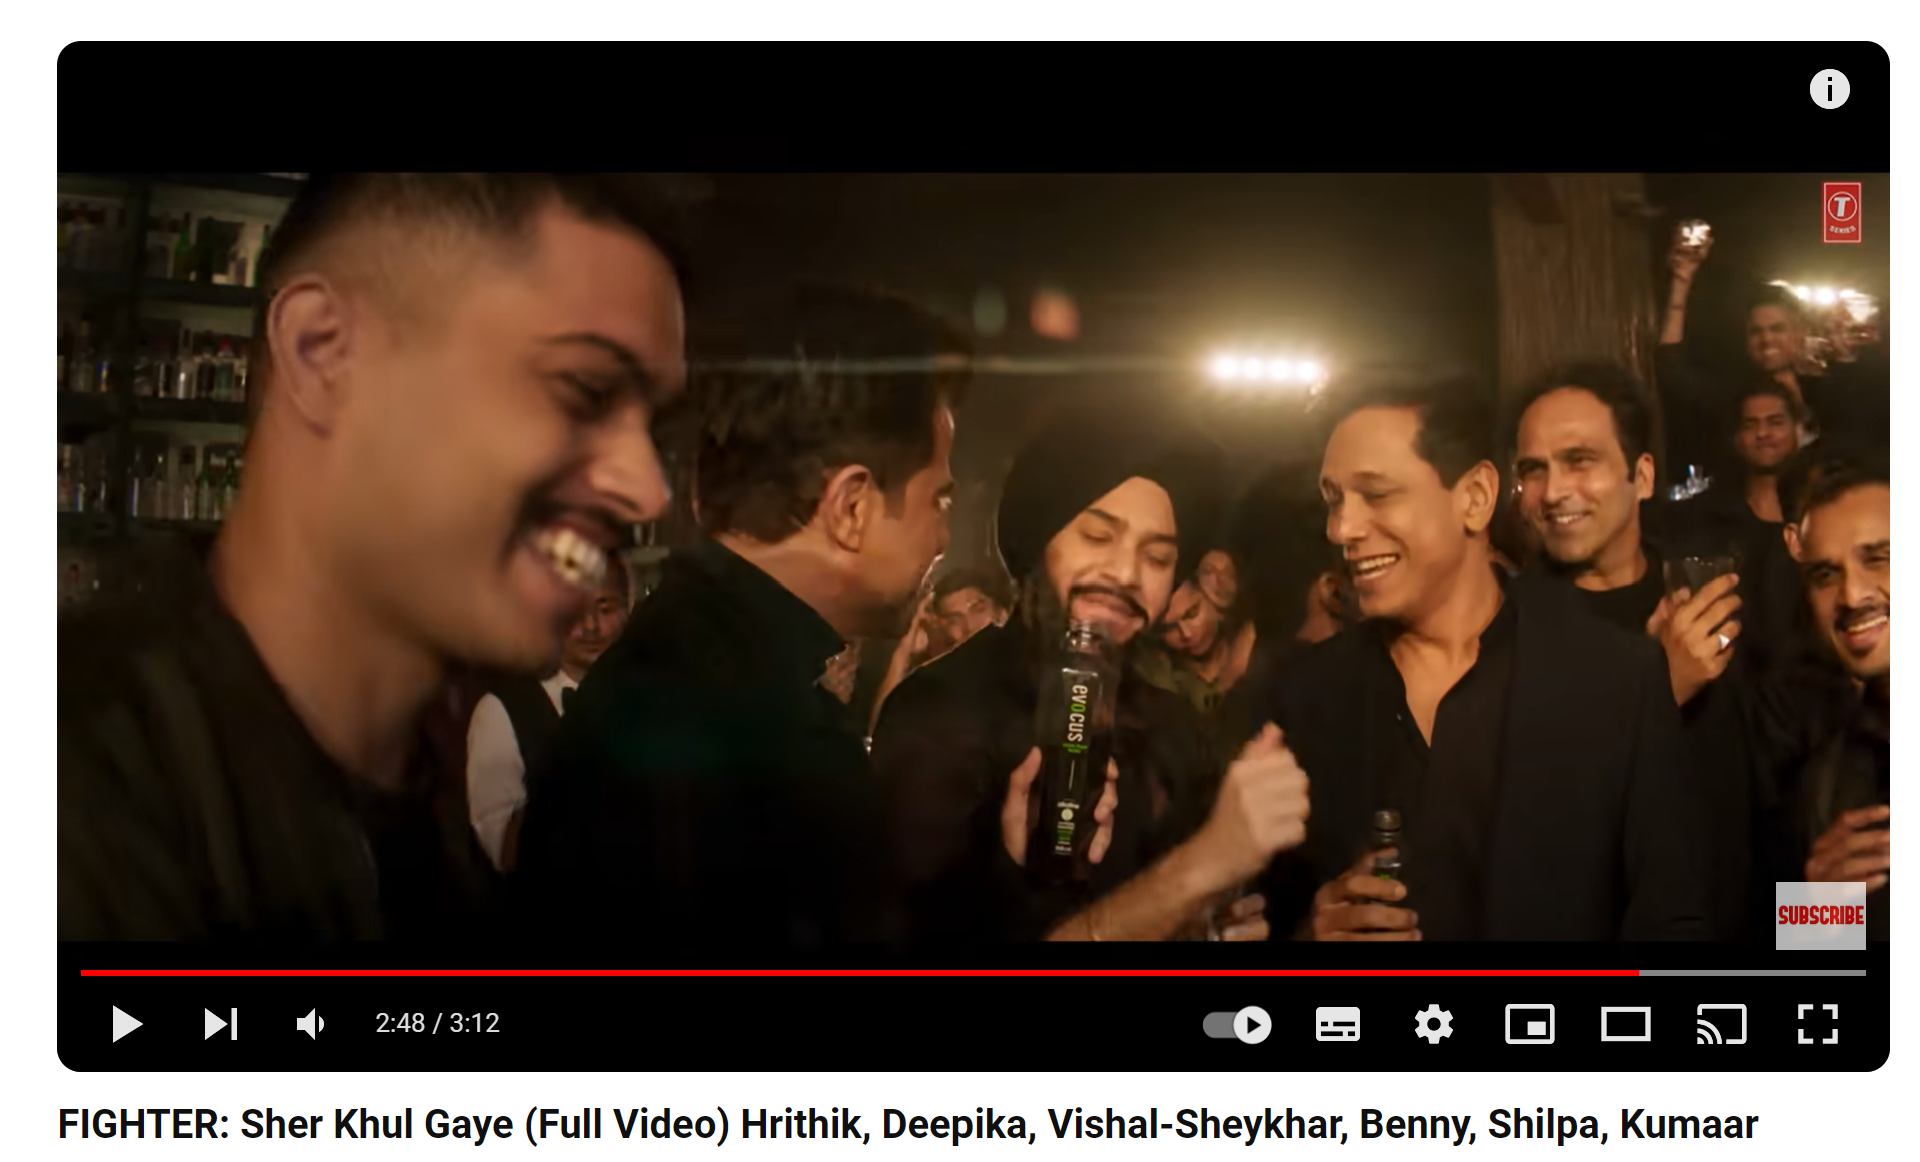 T
SERIES
evocus
SUBSCRIBE
2:48 / 3:12
FIGHTER: Sher Khul Gaye (Full Video) Hrithik, Deepika, Vishal-Sheykhar, Benny, Shilpa, Kumaar